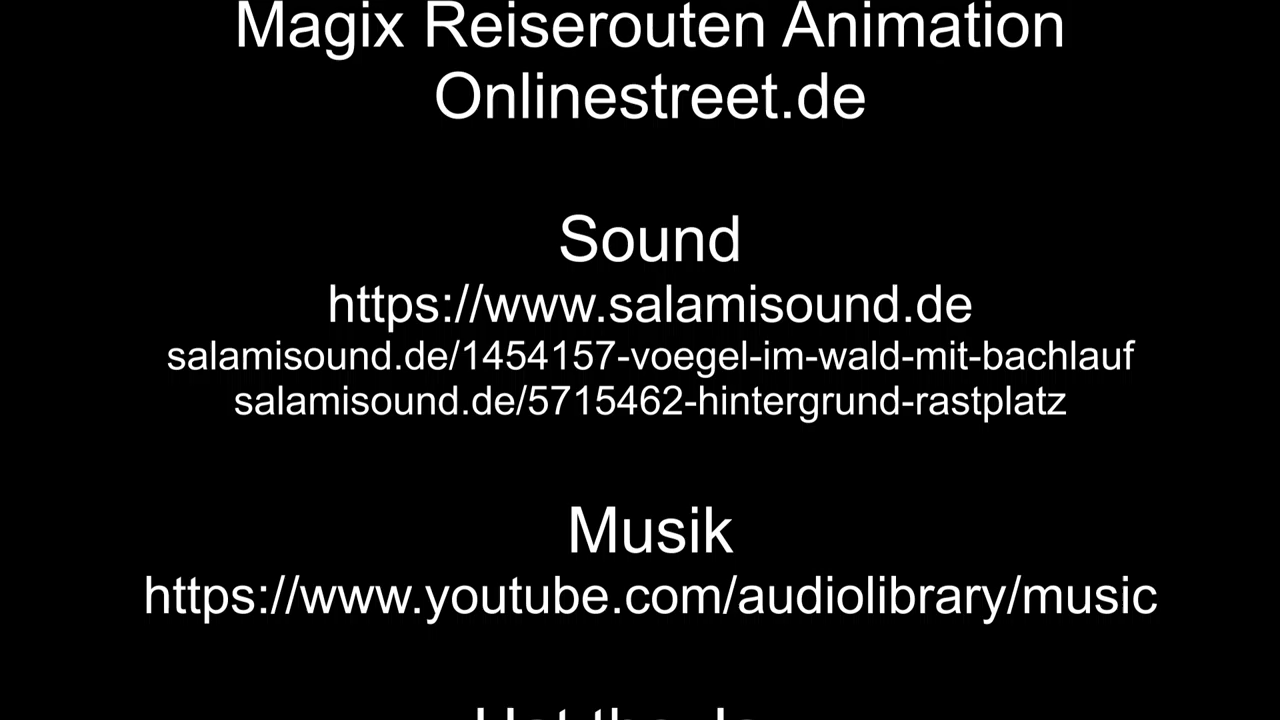 Magix Reiserouten Animation
Onlinestreet.de
Sound
https://www.salamisound.de
salamisound.de/1454157-voegel-im-wald-mit-bachlauf
salamisound.de/5715462-hintergrund-rastplatz
Musik
https://www.youtube.com/audiolibrary/music